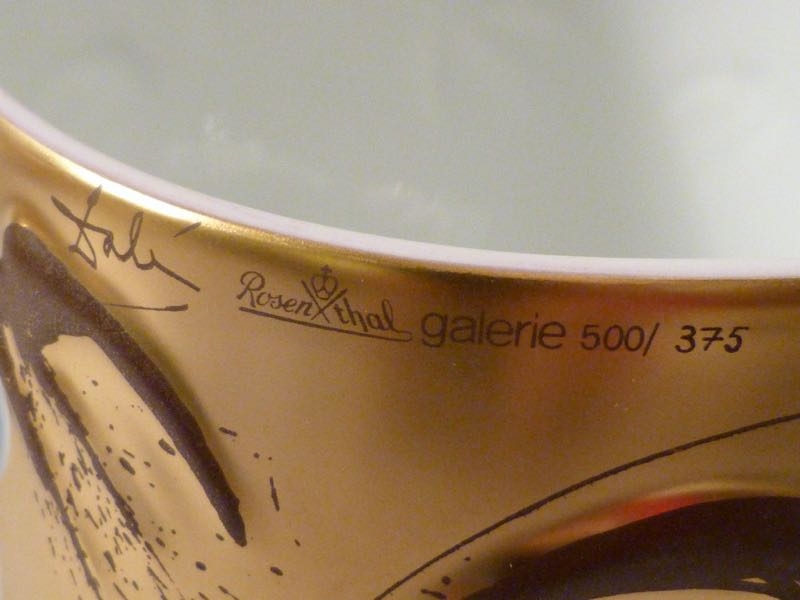 Dalí
Rosenthal galerie 500/ 375